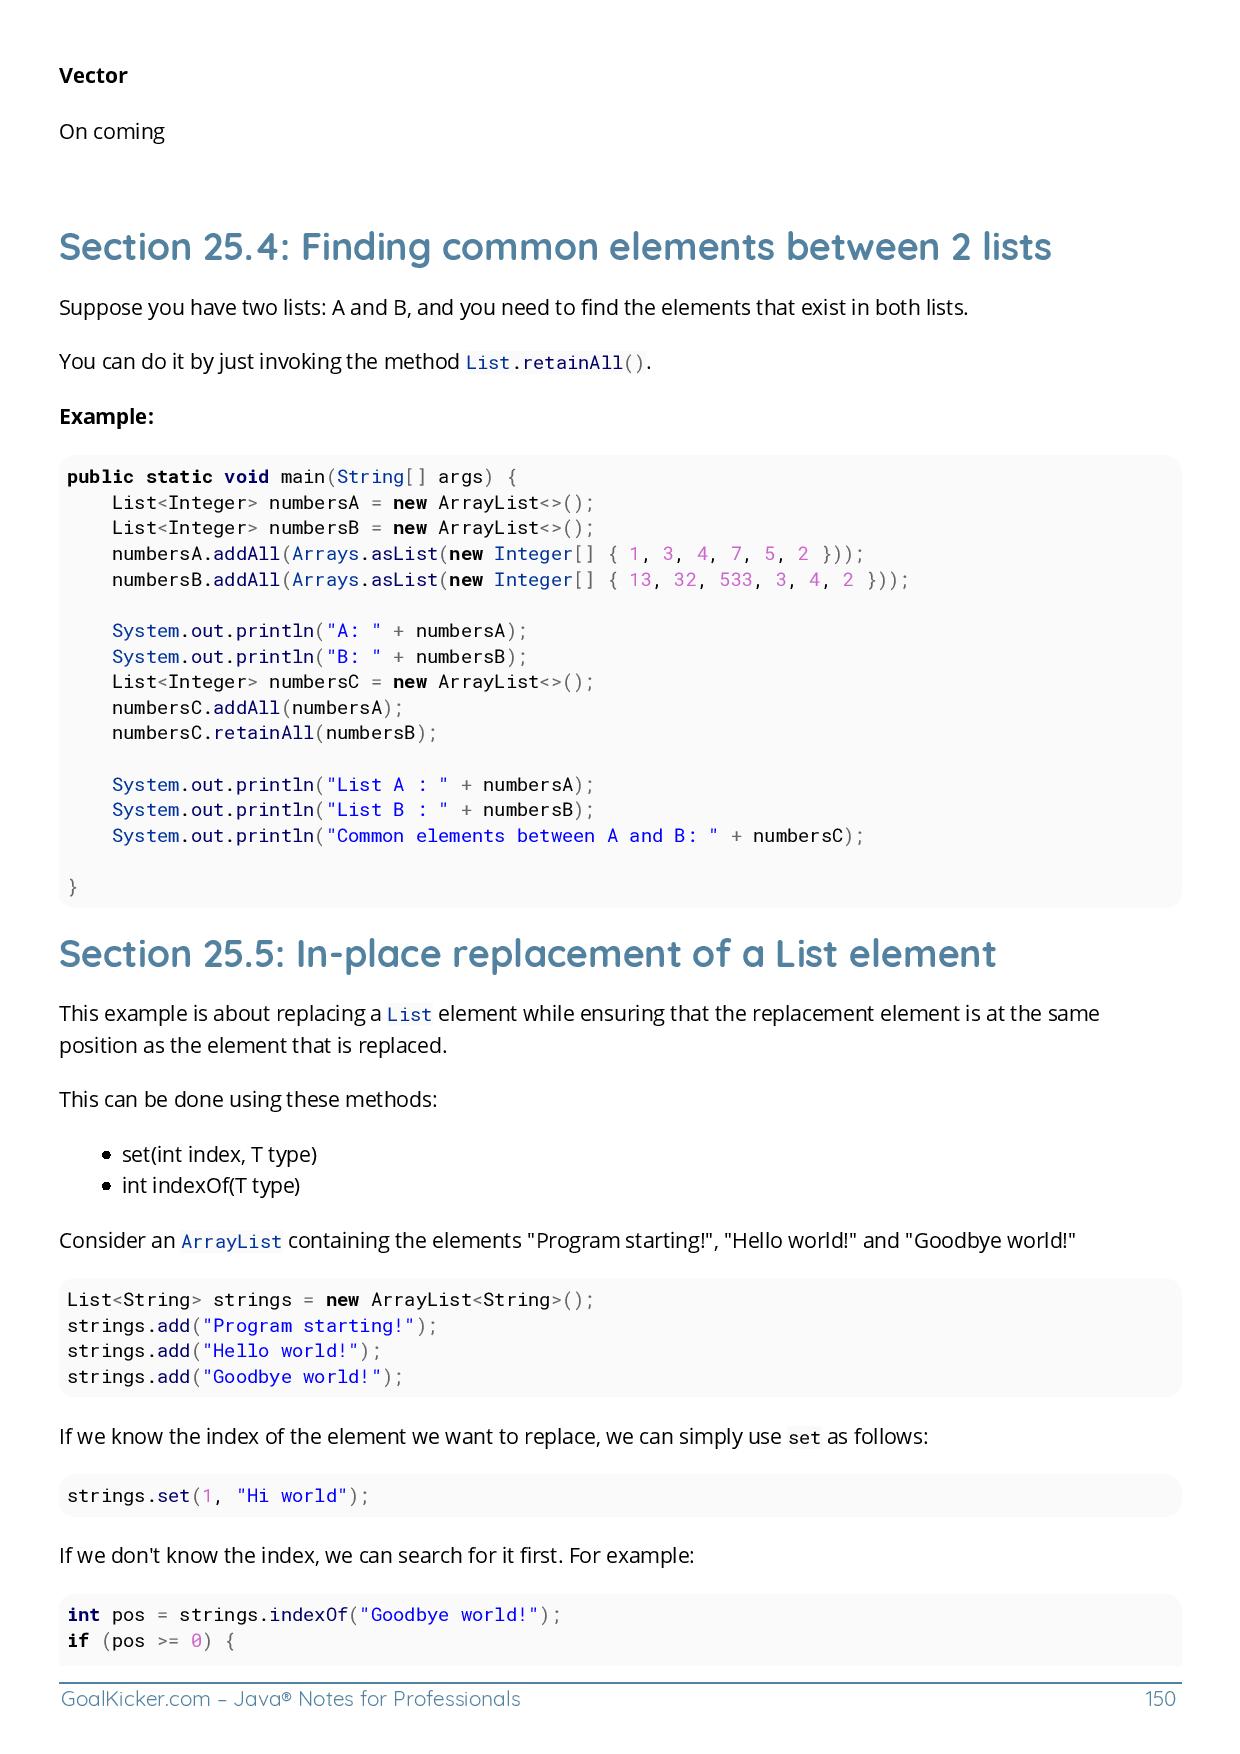 Vector
On coming
Section 25.4: Finding common elements between 2 lists
Suppose you have two lists: A and B, and you need to find the elements that exist in both lists.
You can do it by just invoking the method List.retainAll().
Example:
public static void main(String[] args) {
    List<Integer> numbersA = new ArrayList<>();
    List<Integer> numbersB = new ArrayList<>();
    numbersA.addAll(Arrays.asList(new Integer[] { 1, 3, 4, 7, 5, 2 }));
    numbersB.addAll(Arrays.asList(new Integer[] { 13, 32, 533, 3, 4, 2 }));
    System.out.println("A: " + numbersA);
    System.out.println("B: " + numbersB);
    List<Integer> numbersC = new ArrayList<>();
    numbersC.addAll(numbersA);
    numbersC.retainAll(numbersB);
    System.out.println("List A : " + numbersA);
    System.out.println("List B : " + numbersB);
    System.out.println("Common elements between A and B: " + numbersC);
}
Section 25.5: In-place replacement of a List element
This example is about replacing a List element while ensuring that the replacement element is at the same
position as the element that is replaced.
This can be done using these methods:
● set(int index, T type)
● int indexOf(T type)
Consider an ArrayList containing the elements "Program starting!", "Hello world!" and "Goodbye world!"
List<String> strings = new ArrayList<String>();
strings.add("Program starting!");
strings.add("Hello world!");
strings.add("Goodbye world!");
If we know the index of the element we want to replace, we can simply use set as follows:
strings.set(1, "Hi world");
If we don't know the index, we can search for it first. For example:
int pos = strings.indexOf("Goodbye world!");
if (pos >= 0) {
GoalKicker.com – Java® Notes for Professionals 150